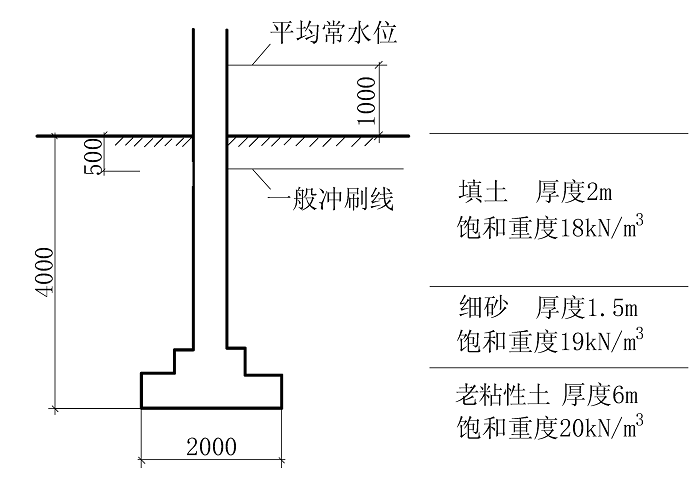 平均常水位
1000
500
一般冲刷线
4000
2000
填土 厚度2m
饱和重度18kN/m³
细砂 厚度1.5m
饱和重度19kN/m³
老粘性土 厚度6m
饱和重度20kN/m³